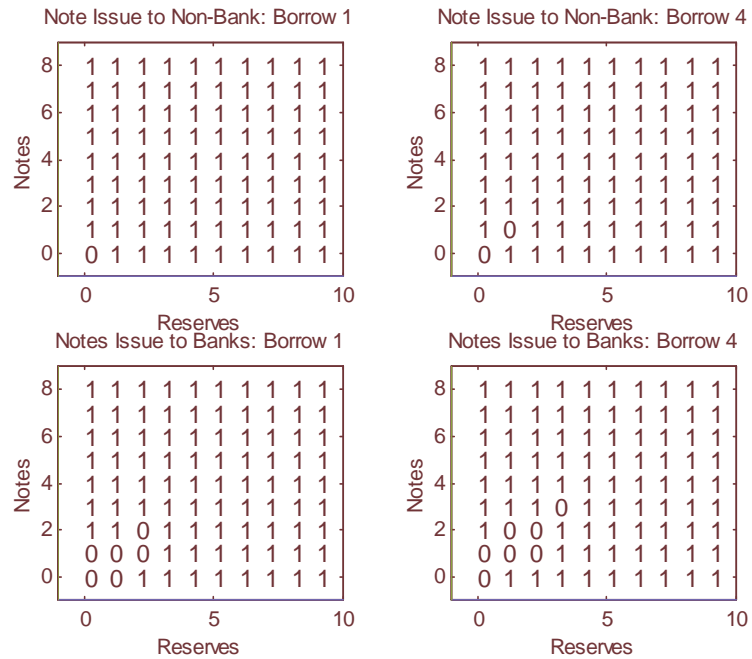 Note Issue to Non-Bank: Borrow 1
Notes
8 1 1 1 1 1 1 1 1 1 1
1 1 1 1 1 1 1 1 1 1
6 1 1 1 1 1 1 1 1 1 1
1 1 1 1 1 1 1 1 1 1
4 1 1 1 1 1 1 1 1 1 1
1 1 1 1 1 1 1 1 1 1
2 1 1 1 1 1 1 1 1 1 1
1 1 1 1 1 1 1 1 1 1
0 0 1 1 1 1 1 1 1 1 1
0 5 10
Reserves
Note Issue to Non-Bank: Borrow 4
Notes
8 1 1 1 1 1 1 1 1 1 1
1 1 1 1 1 1 1 1 1 1
6 1 1 1 1 1 1 1 1 1 1
1 1 1 1 1 1 1 1 1 1
4 1 1 1 1 1 1 1 1 1 1
1 1 1 1 1 1 1 1 1 1
2 1 1 1 1 1 1 1 1 1 1
1 0 1 1 1 1 1 1 1 1
0 0 1 1 1 1 1 1 1 1 1
0 5 10
Reserves
Notes Issue to Banks: Borrow 1
Notes
8 1 1 1 1 1 1 1 1 1 1
1 1 1 1 1 1 1 1 1 1
6 1 1 1 1 1 1 1 1 1 1
1 1 1 1 1 1 1 1 1 1
4 1 1 1 1 1 1 1 1 1 1
1 1 1 1 1 1 1 1 1 1
2 1 1 0 1 1 1 1 1 1 1
0 0 0 1 1 1 1 1 1 1
0 0 0 1 1 1 1 1 1 1 1
0 5 10
Reserves
Notes Issue to Banks: Borrow 4
Notes
8 1 1 1 1 1 1 1 1 1 1
1 1 1 1 1 1 1 1 1 1
6 1 1 1 1 1 1 1 1 1 1
1 1 1 1 1 1 1 1 1 1
4 1 1 1 1 1 1 1 1 1 1
1 1 1 0 1 1 1 1 1 1
2 1 0 0 1 1 1 1 1 1 1
0 0 0 1 1 1 1 1 1 1
0 0 1 1 1 1 1 1 1 1 1
0 5 10
Reserves